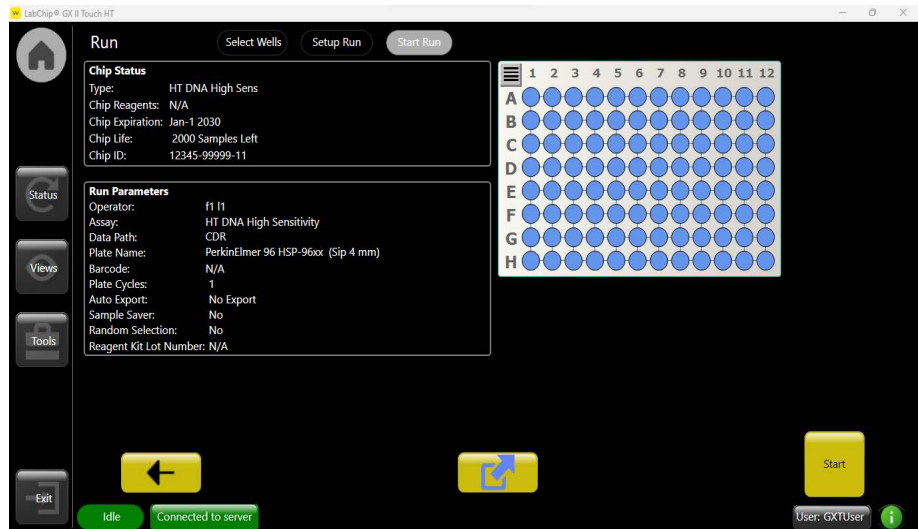 LabChip® GX II Touch HT
Run
Select Wells
Setup Run
Start Run
Chip Status
Type: HT DNA High Sens
Chip Reagents: N/A
Chip Expiration: Jan-1 2030
Chip Life: 2000 Samples Left
Chip ID: 12345-99999-11
1 2 3 4 5 6 7 8 9 10 11 12
A
B
C
D
E
F
G
H
Status
Views
Tools
Exit
Run Parameters
Operator: f1 l1
Assay: HT DNA High Sensitivity
Data Path: CDR
Plate Name: PerkinElmer 96 HSP-96xx (Sip 4 mm)
Barcode: N/A
Plate Cycles: 1
Auto Export: No Export
Sample Saver: No
Random Selection: No
Reagent Kit Lot Number: N/A
Start
Idle
Connected to server
User: GXTUser